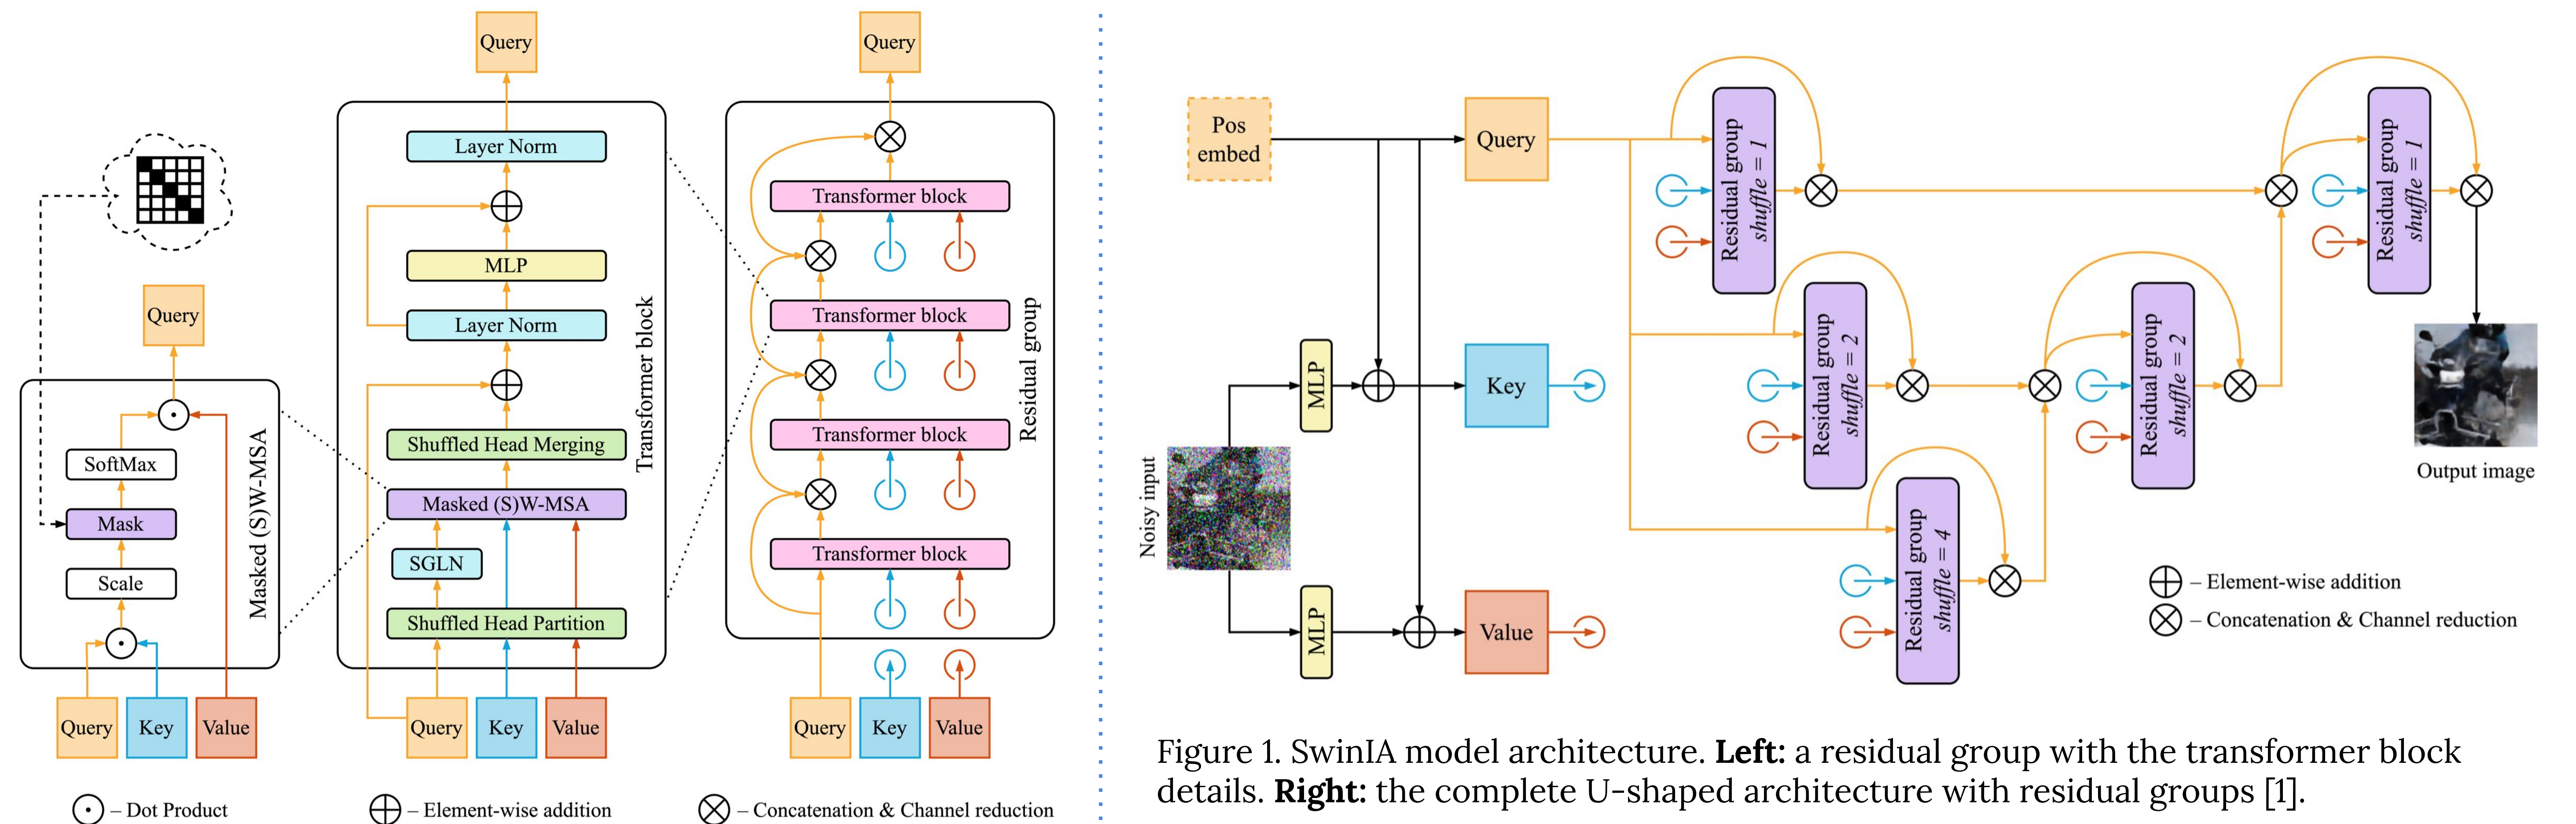 Query
SoftMax
Mask
Scale
Masked (S)W-MSA
Query
Key
Value
– Dot Product
Query
Layer Norm
MLP
Layer Norm
Shuffled Head Merging
Masked (S)W-MSA
SGLN
Shuffled Head Partition
Transformer block
Query
Key
Value
– Element-wise addition
Query
Transformer block
Transformer block
Transformer block
Transformer block
Residual group
Query
Key
Value
– Concatenation & Channel reduction
Pos
embed
Query
MLP
Key
Noisy input
MLP
Value
Residual group
shuffle = 1
Residual group
shuffle = 2
Residual group
shuffle = 4
Residual group
shuffle = 2
Residual group
shuffle = 1
Output image
– Element-wise addition
– Concatenation & Channel reduction
Figure 1. SwinIA model architecture. Left: a residual group with the transformer block
details. Right: the complete U-shaped architecture with residual groups [1].